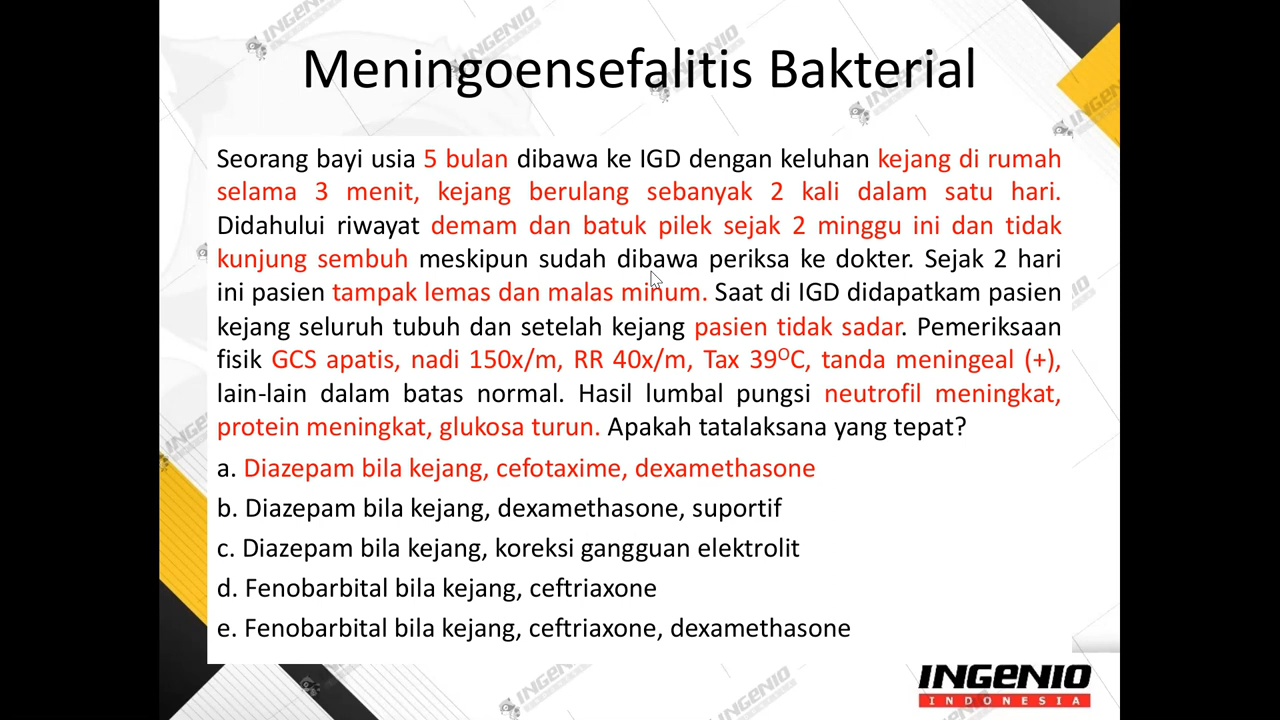 Meningoensefalitis Bakterial
Seorang bayi usia 5 bulan dibawa ke IGD dengan keluhan kejang di rumah
selama 3 menit, kejang berulang sebanyak 2 kali dalam satu hari.
Didahului riwayat demam dan batuk pilek sejak 2 minggu ini dan tidak
kunjung sembuh meskipun sudah dibawa periksa ke dokter. Sejak 2 hari
ini pasien tampak lemas dan malas minum. Saat di IGD didapatkam pasien
kejang seluruh tubuh dan setelah kejang pasien tidak sadar. Pemeriksaan
fisik GCS apatis, nadi 150x/m, RR 40x/m, Tax 39ᴼC, tanda meningeal (+),
lain-lain dalam batas normal. Hasil lumbal pungsi neutrofil meningkat,
protein meningkat, glukosa turun. Apakah tatalaksana yang tepat?
a. Diazepam bila kejang, cefotaxime, dexamethasone
b. Diazepam bila kejang, dexamethasone, suportif
c. Diazepam bila kejang, koreksi gangguan elektrolit
d. Fenobarbital bila kejang, ceftriaxone
e. Fenobarbital bila kejang, ceftriaxone, dexamethasone
INGENIO
INDONESIA